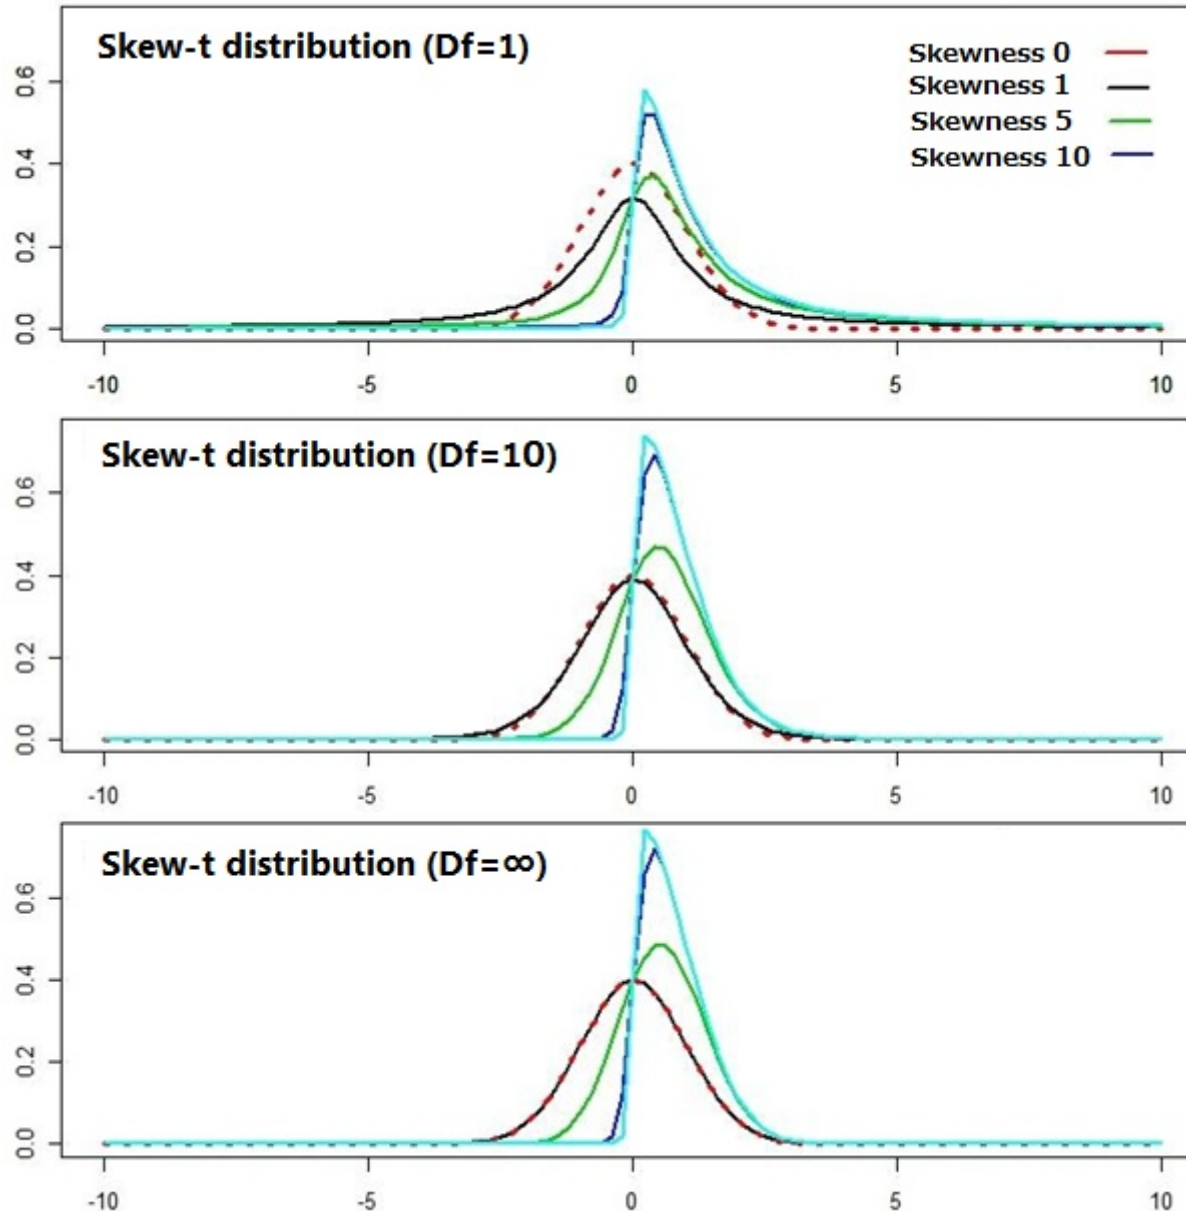 Skew-t distribution (Df=1)
Skewness 0
Skewness 1
Skewness 5
Skewness 10
0.6
0.4
0.2
0.0
-10 -5 0 5 10
Skew-t distribution (Df=10)
0.6
0.4
0.2
0.0
-10 -5 0 5 10
Skew-t distribution (Df=∞)
0.6
0.4
0.2
0.0
-10 -5 0 5 10